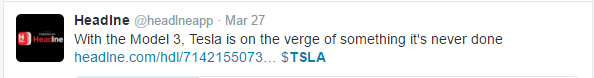 Headlne @headlneapp · Mar 27
With the Model 3, Tesla is on the verge of something it's never done
headlne.com/hdl/7142155073... $TSLA
Headlne